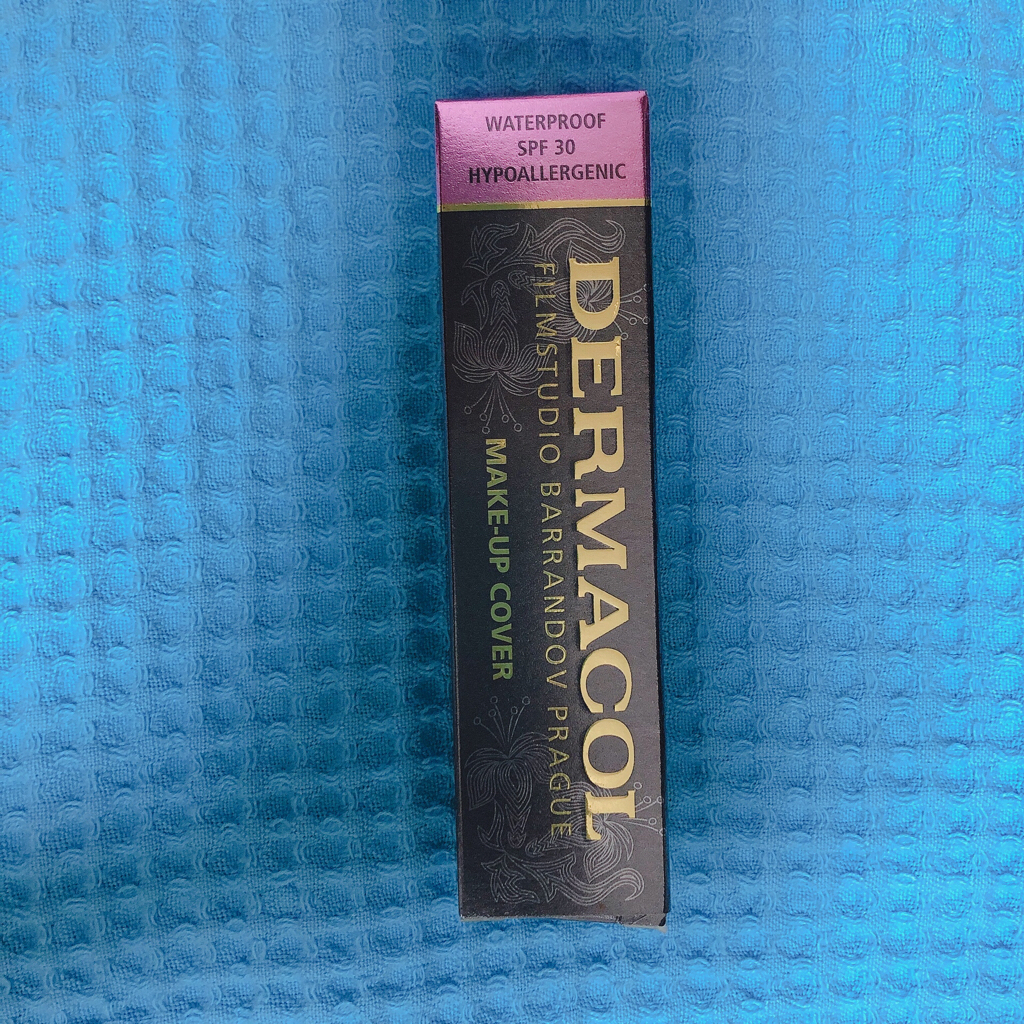 WATERPROOF
SPF 30
HYPOALLERGENIC
DERMACOL
FILMSTUDIO BARRANDOV PRAGUE
MAKE-UP COVER